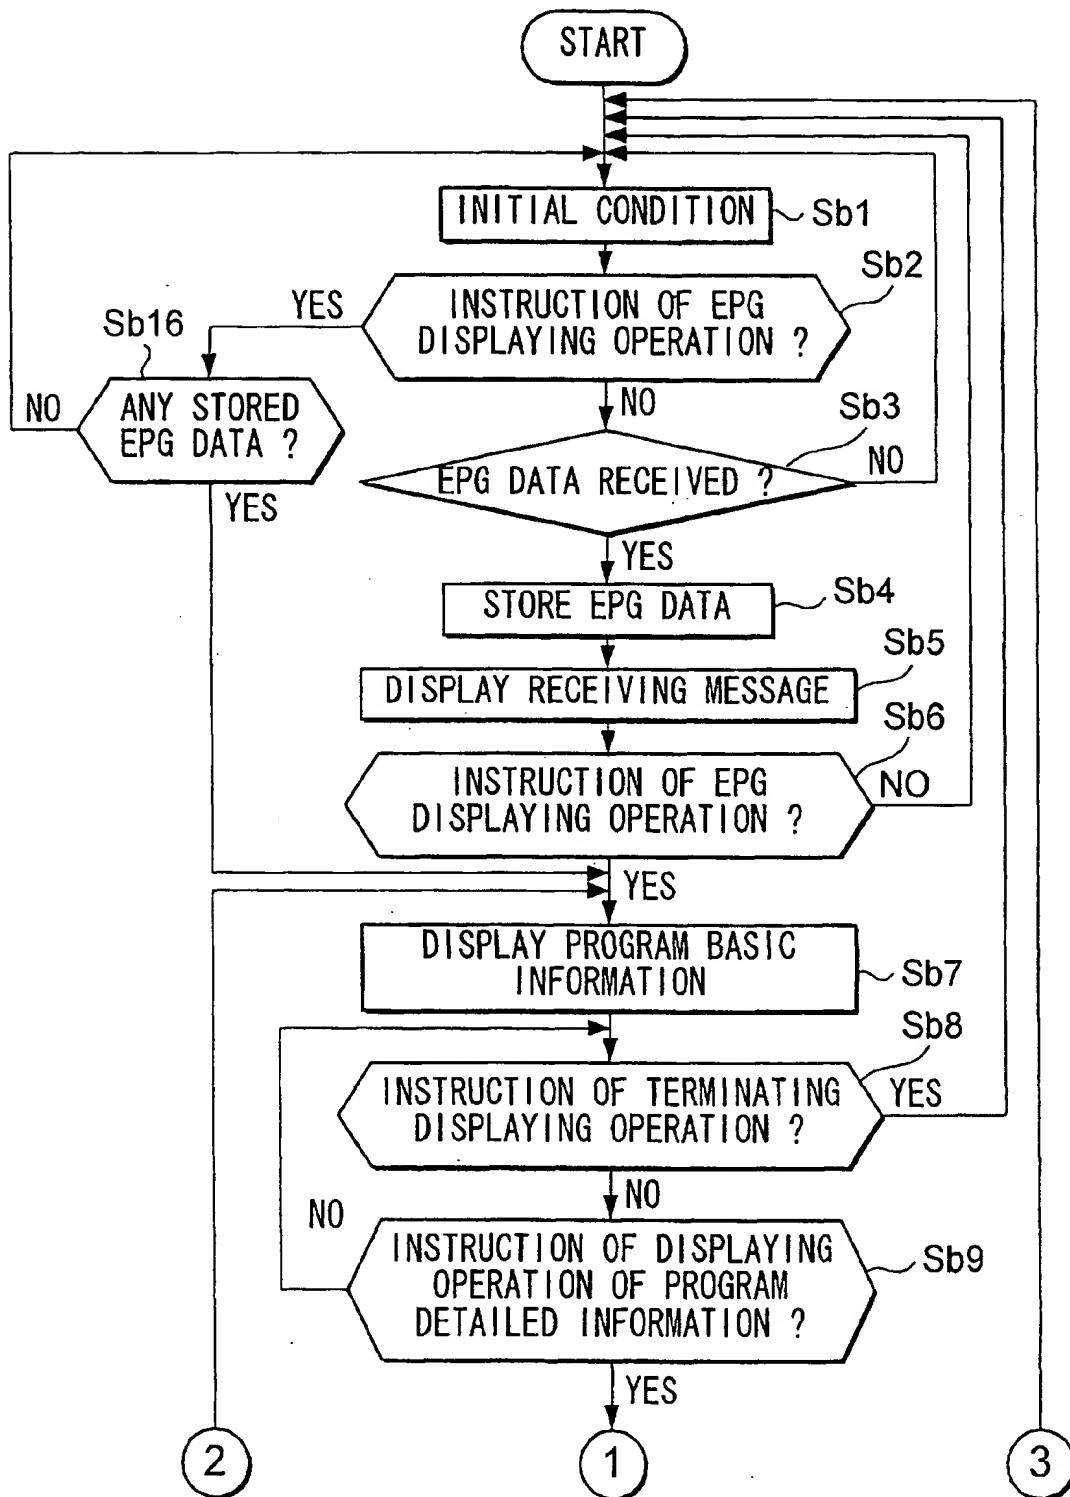 START
INITIAL CONDITION
Sb1
INSTRUCTION OF EPG
DISPLAYING OPERATION ?
Sb2
YES
NO
Sb16
ANY STORED
EPG DATA ?
NO
YES
EPG DATA RECEIVED ?
Sb3
NO
YES
STORE EPG DATA
Sb4
DISPLAY RECEIVING MESSAGE
Sb5
INSTRUCTION OF EPG
DISPLAYING OPERATION ?
Sb6
NO
YES
DISPLAY PROGRAM BASIC
INFORMATION
Sb7
INSTRUCTION OF TERMINATING
DISPLAYING OPERATION ?
Sb8
YES
NO
INSTRUCTION OF DISPLAYING
OPERATION OF PROGRAM
DETAILED INFORMATION ?
Sb9
NO
YES
2
1
3